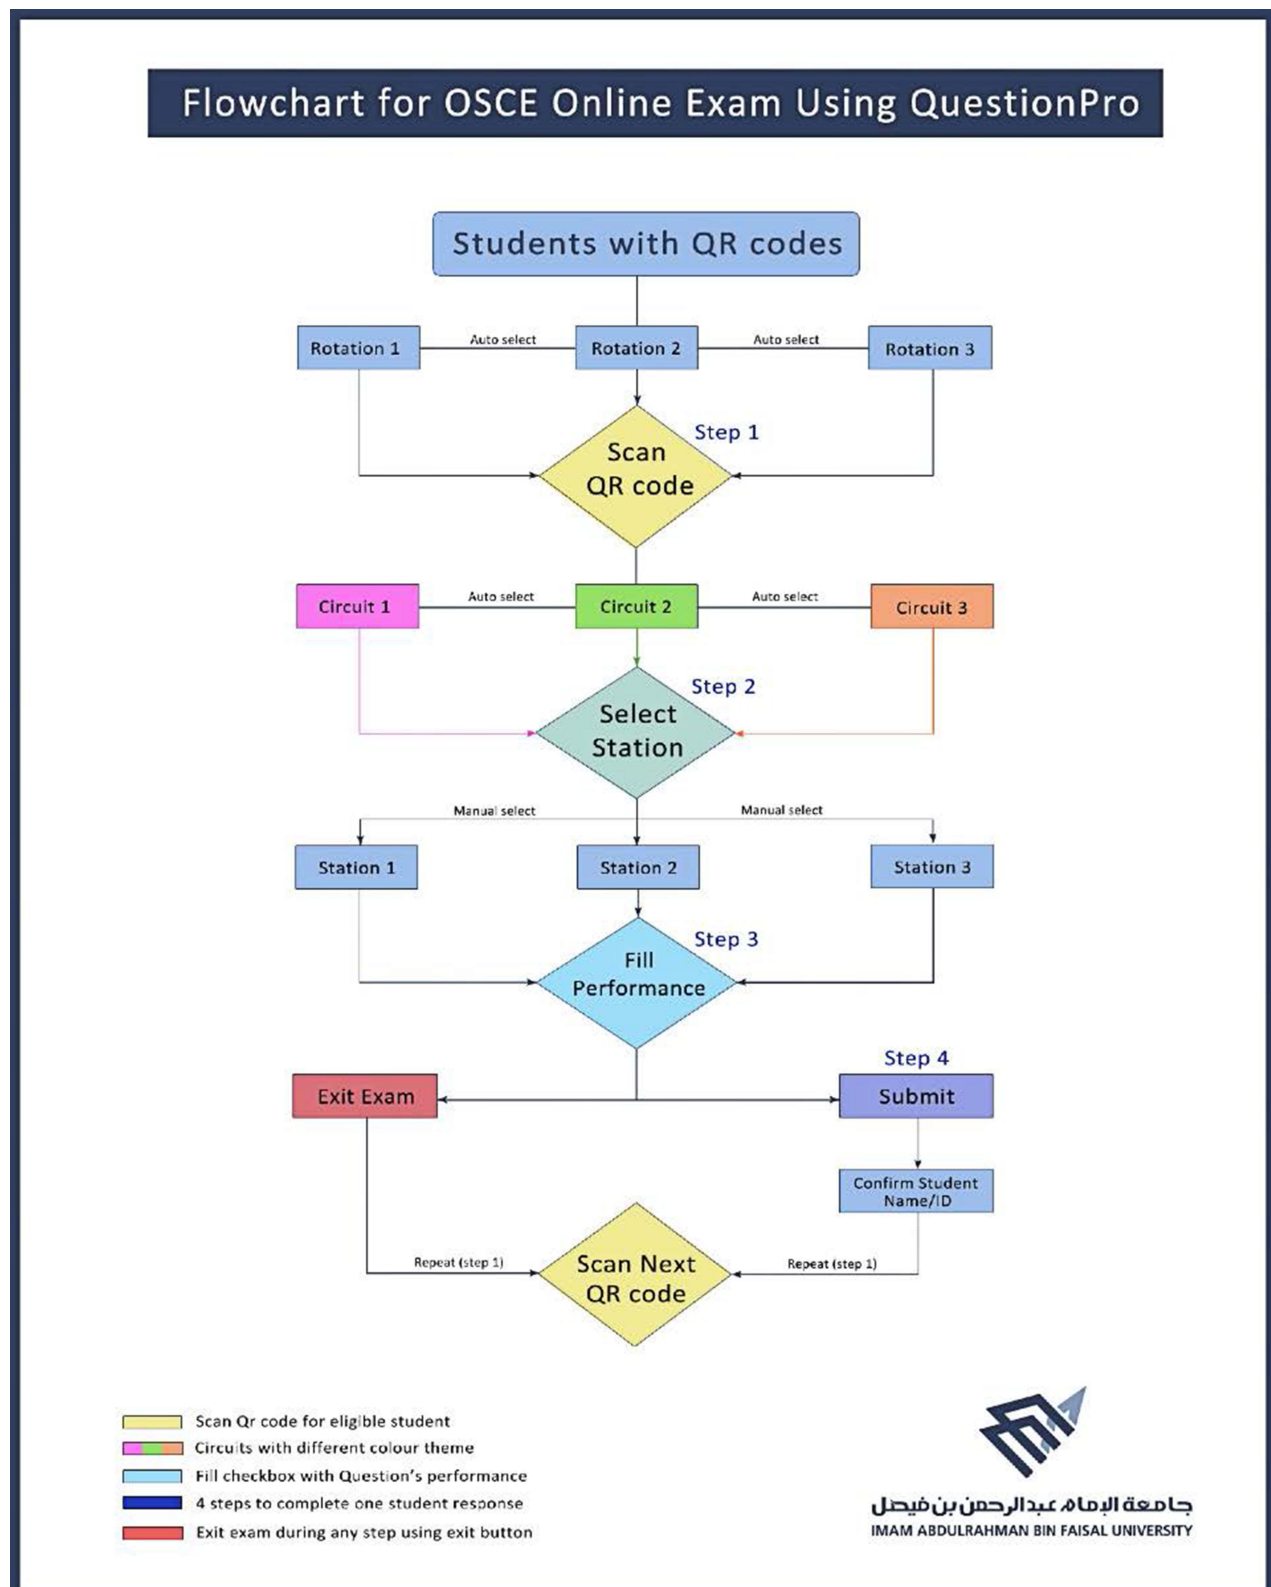 Flowchart for OSCE Online Exam Using QuestionPro
Students with QR codes
Rotation 1
Auto select
Rotation 2
Auto select
Rotation 3
Step 1
Scan
QR code
Circuit 1
Auto select
Circuit 2
Auto select
Circuit 3
Step 2
Select
Station
Manual select
Manual select
Station 1
Station 2
Station 3
Step 3
Fill
Performance
Step 4
Exit Exam
Submit
Confirm Student
Name/ID
Repeat (step 1)
Scan Next
QR code
Repeat (step 1)
Scan Qr code for eligible student
Circuits with different colour theme
Fill checkbox with Question's performance
4 steps to complete one student response
Exit exam during any step using exit button
جامعة الإمام عبدالرحمن بن فيصل
IMAM ABDULRAHMAN BIN FAISAL UNIVERSITY